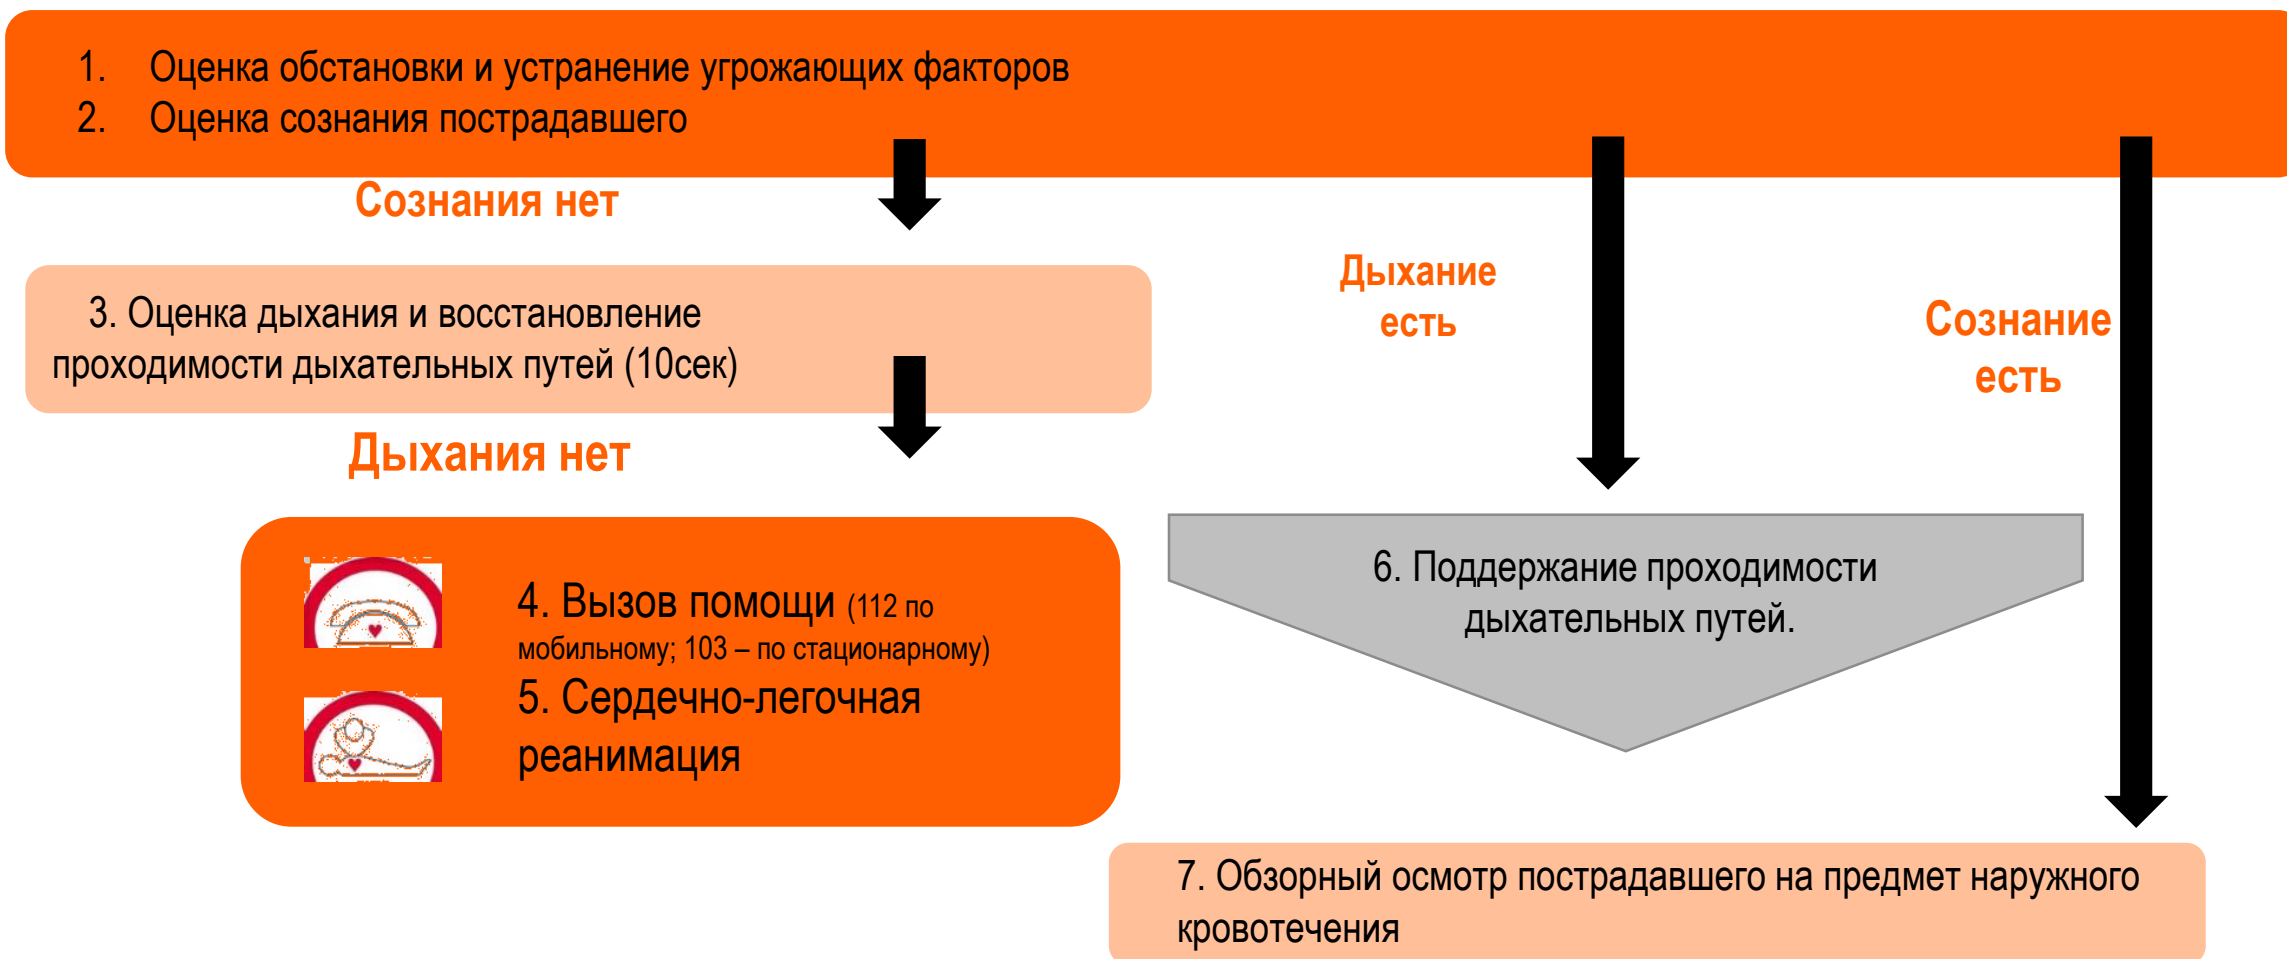 1. Оценка обстановки и устранение угрожающих факторов
2. Оценка сознания пострадавшего
Сознания нет
3. Оценка дыхания и восстановление
проходимости дыхательных путей (10сек)
Дыхания нет
4. Вызов помощи (112 по
мобильному; 103 – по стационарному)
5. Сердечно-легочная
реанимация
Дыхание
есть
Сознание
есть
6. Поддержание проходимости
дыхательных путей.
7. Обзорный осмотр пострадавшего на предмет наружного
кровотечения